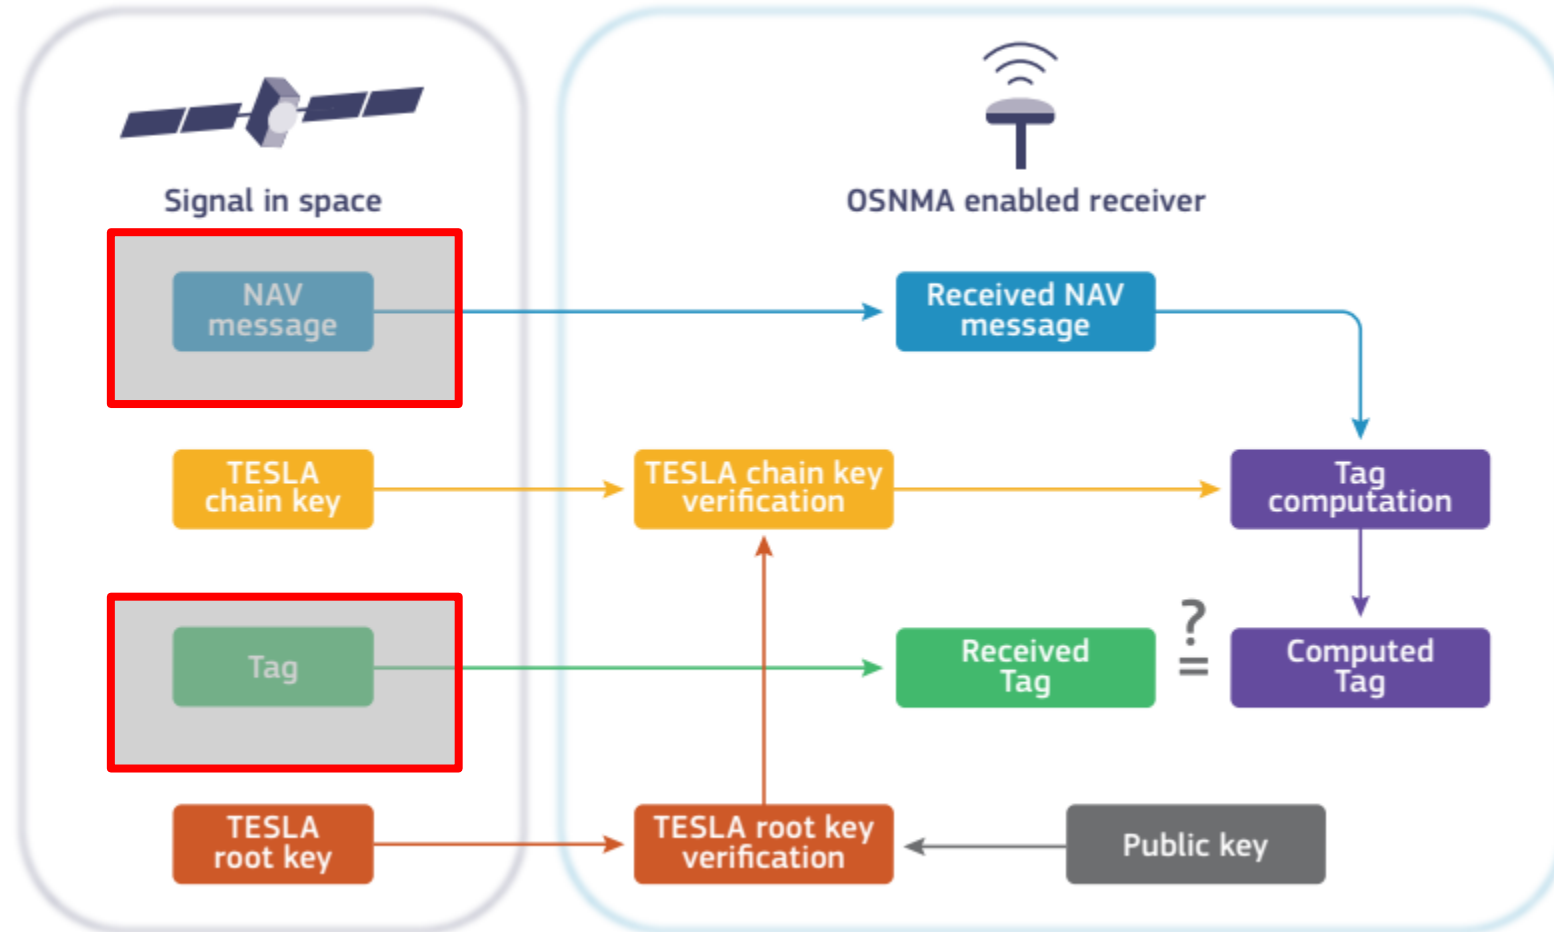 Signal in space
OSNMA enabled receiver
NAV
message
Received NAV
message
TESLA
chain key
TESLA chain key
verification
Tag
computation
Tag
Received
Tag
?
=
Computed
Tag
TESLA
root key
TESLA root key
verification
Public key